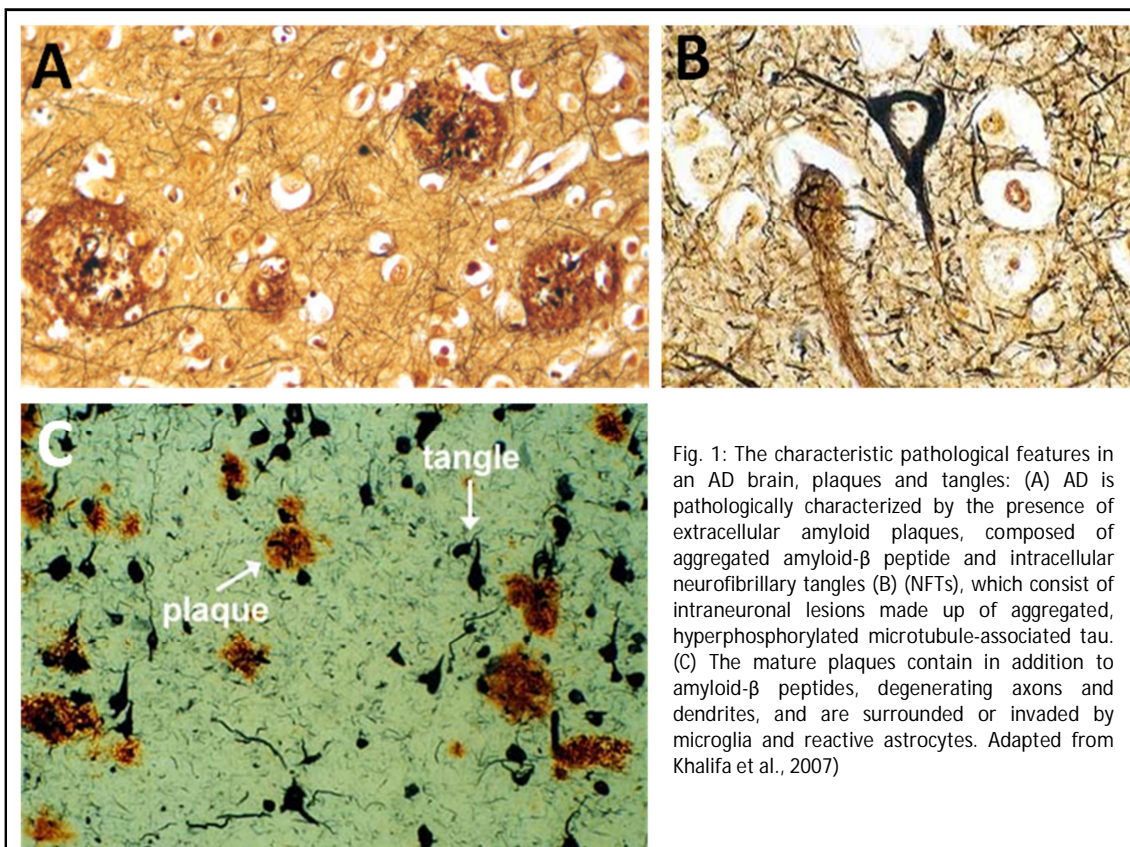 A
B
C
tangle
plaque
Fig. 1: The characteristic pathological features in
an AD brain, plaques and tangles: (A) AD is
pathologically characterized by the presence of
extracellular amyloid plaques, composed of
aggregated amyloid-β peptide and intracellular
neurofibrillary tangles (B) (NFTs), which consist of
intraneuronal lesions made up of aggregated,
hyperphosphorylated microtubule-associated tau.
(C) The mature plaques contain in addition to
amyloid-β peptides, degenerating axons and
dendrites, and are surrounded or invaded by
microglia and reactive astrocytes. Adapted from
Khalifa et al., 2007)